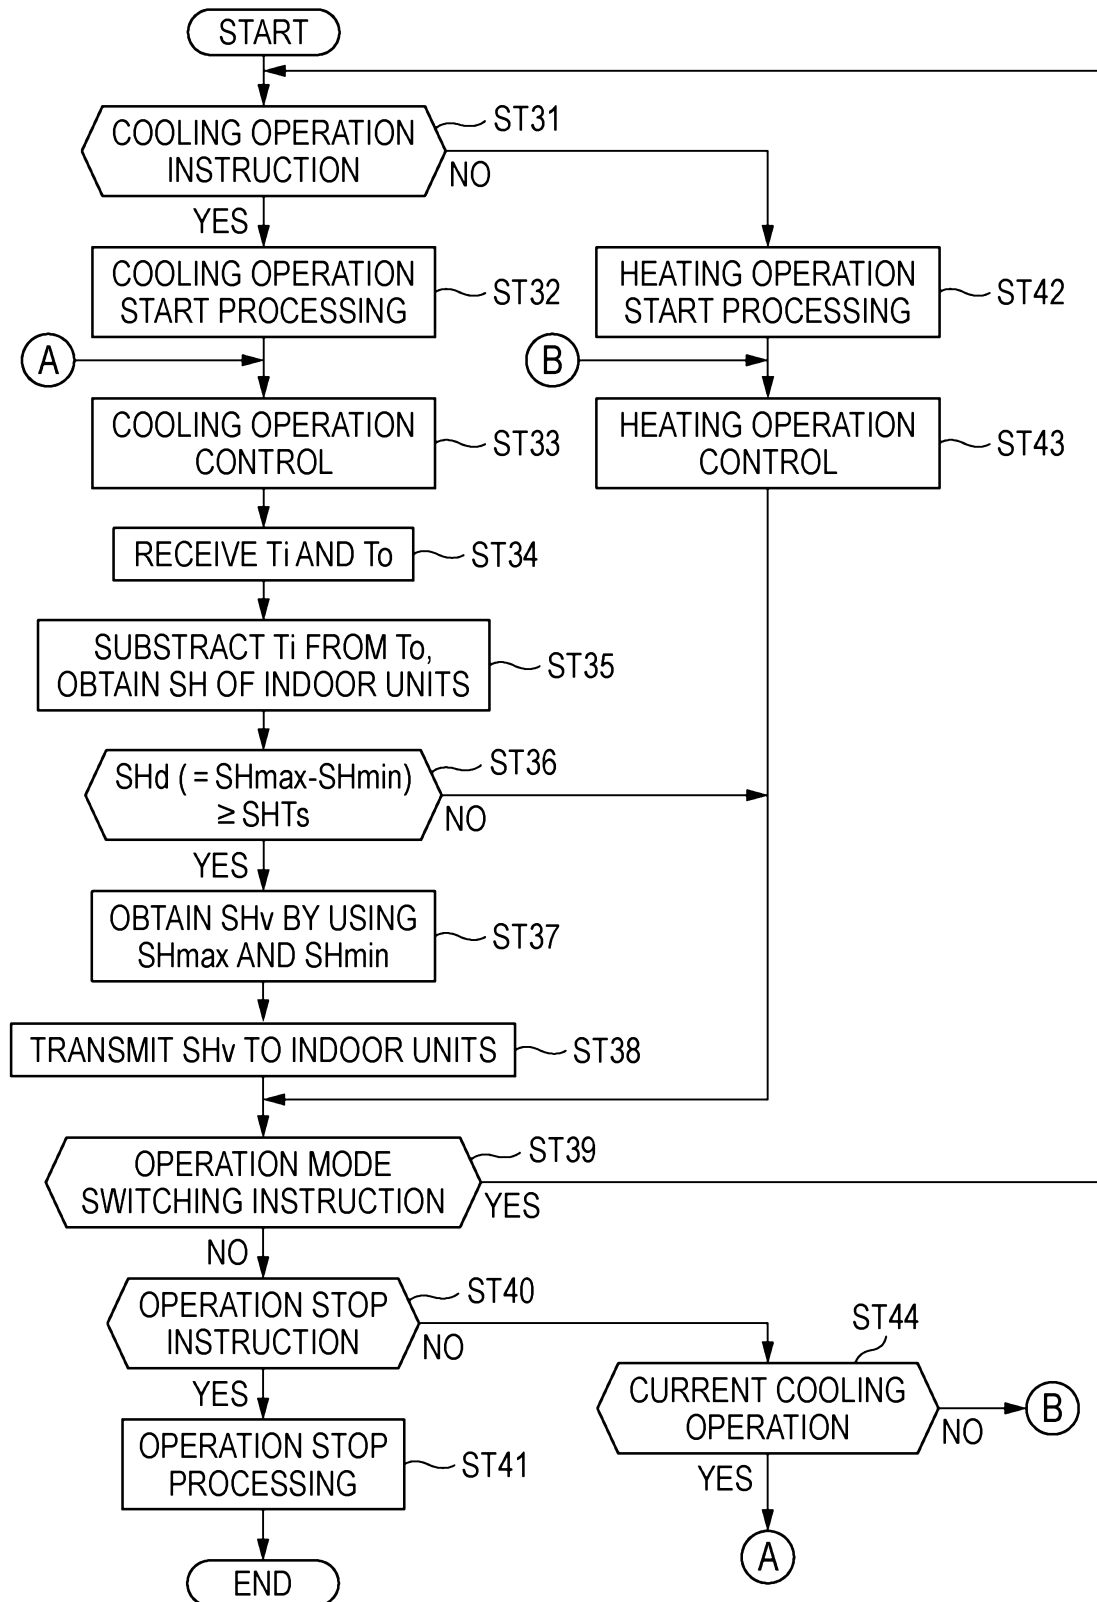 START
COOLING OPERATION
INSTRUCTION
ST31
NO
YES
COOLING OPERATION
START PROCESSING
ST32
HEATING OPERATION
START PROCESSING
ST42
A
B
COOLING OPERATION
CONTROL
ST33
HEATING OPERATION
CONTROL
ST43
RECEIVE Ti AND To
ST34
SUBSTRACT Ti FROM To,
OBTAIN SH OF INDOOR UNITS
ST35
SHd ( = SHmax-SHmin)
≥ SHTs
ST36
NO
YES
OBTAIN SHv BY USING
SHmax AND SHmin
ST37
TRANSMIT SHv TO INDOOR UNITS
ST38
OPERATION MODE
SWITCHING INSTRUCTION
ST39
YES
NO
OPERATION STOP
INSTRUCTION
ST40
NO
YES
ST44
CURRENT COOLING
OPERATION
NO
B
YES
A
OPERATION STOP
PROCESSING
ST41
END